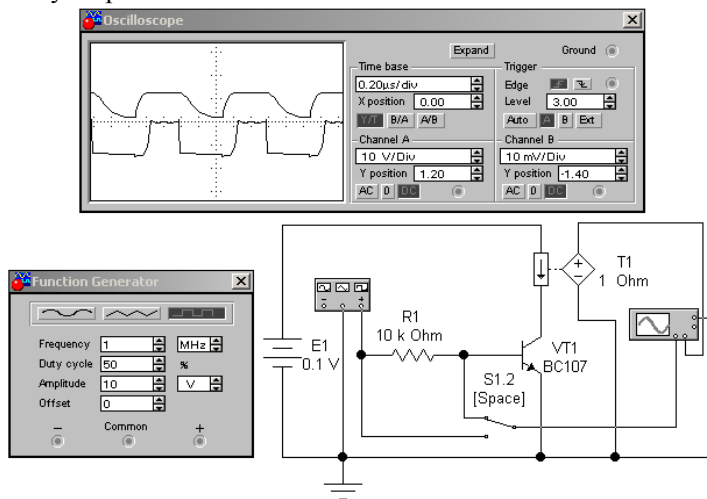 Oscilloscope
Expand
Ground
Time base
0.20µs/div
X position 0.00
Y/T B/A A/B
Trigger
Edge
Level 3.00
Auto A B Ext
Channel A
10 V/Div
Y position 1.20
AC 0 DC
Channel B
10 mV/Div
Y position -1.40
AC 0 DC
Function Generator
Frequency 1 MHz
Duty cycle 50 %
Amplitude 10 V
Offset 0
− Common +
E1
0.1 V
− +
R1
10 k Ohm
S1.2
[Space]
VT1
BC107
T1
1 Ohm